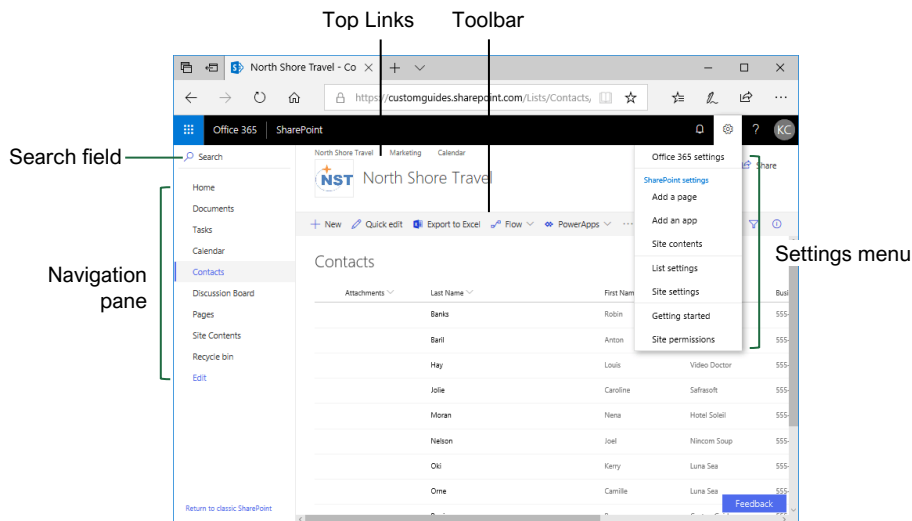 Top Links Toolbar
North Shore Travel - Co
https://customguides.sharepoint.com/Lists/Contacts,
Office 365 SharePoint ? KC
Search field
Search
North Shore Travel Marketing Calendar
NST North Shore Travel
Share
Office 365 settings
SharePoint settings
Add a page
Add an app
Site contents
List settings
Site settings
Getting started
Site permissions
Settings menu
Navigation
pane
Home
Documents
Tasks
Calendar
Contacts
Discussion Board
Pages
Site Contents
Recycle bin
Edit
Return to classic SharePoint
+ New Quick edit Export to Excel Flow PowerApps ...
Contacts
Attachments Last Name First Nam Busi
Banks Robin 555-
Baril Anton 555-
Hay Louis Video Doctor 555-
Jolie Caroline Safrasoft 555-
Moran Nena Hotel Soleil 555-
Nelson Joel Nincom Soup 555-
Oki Kerry Luna Sea 555-
Orne Camille Luna Sea 555-
Feedback